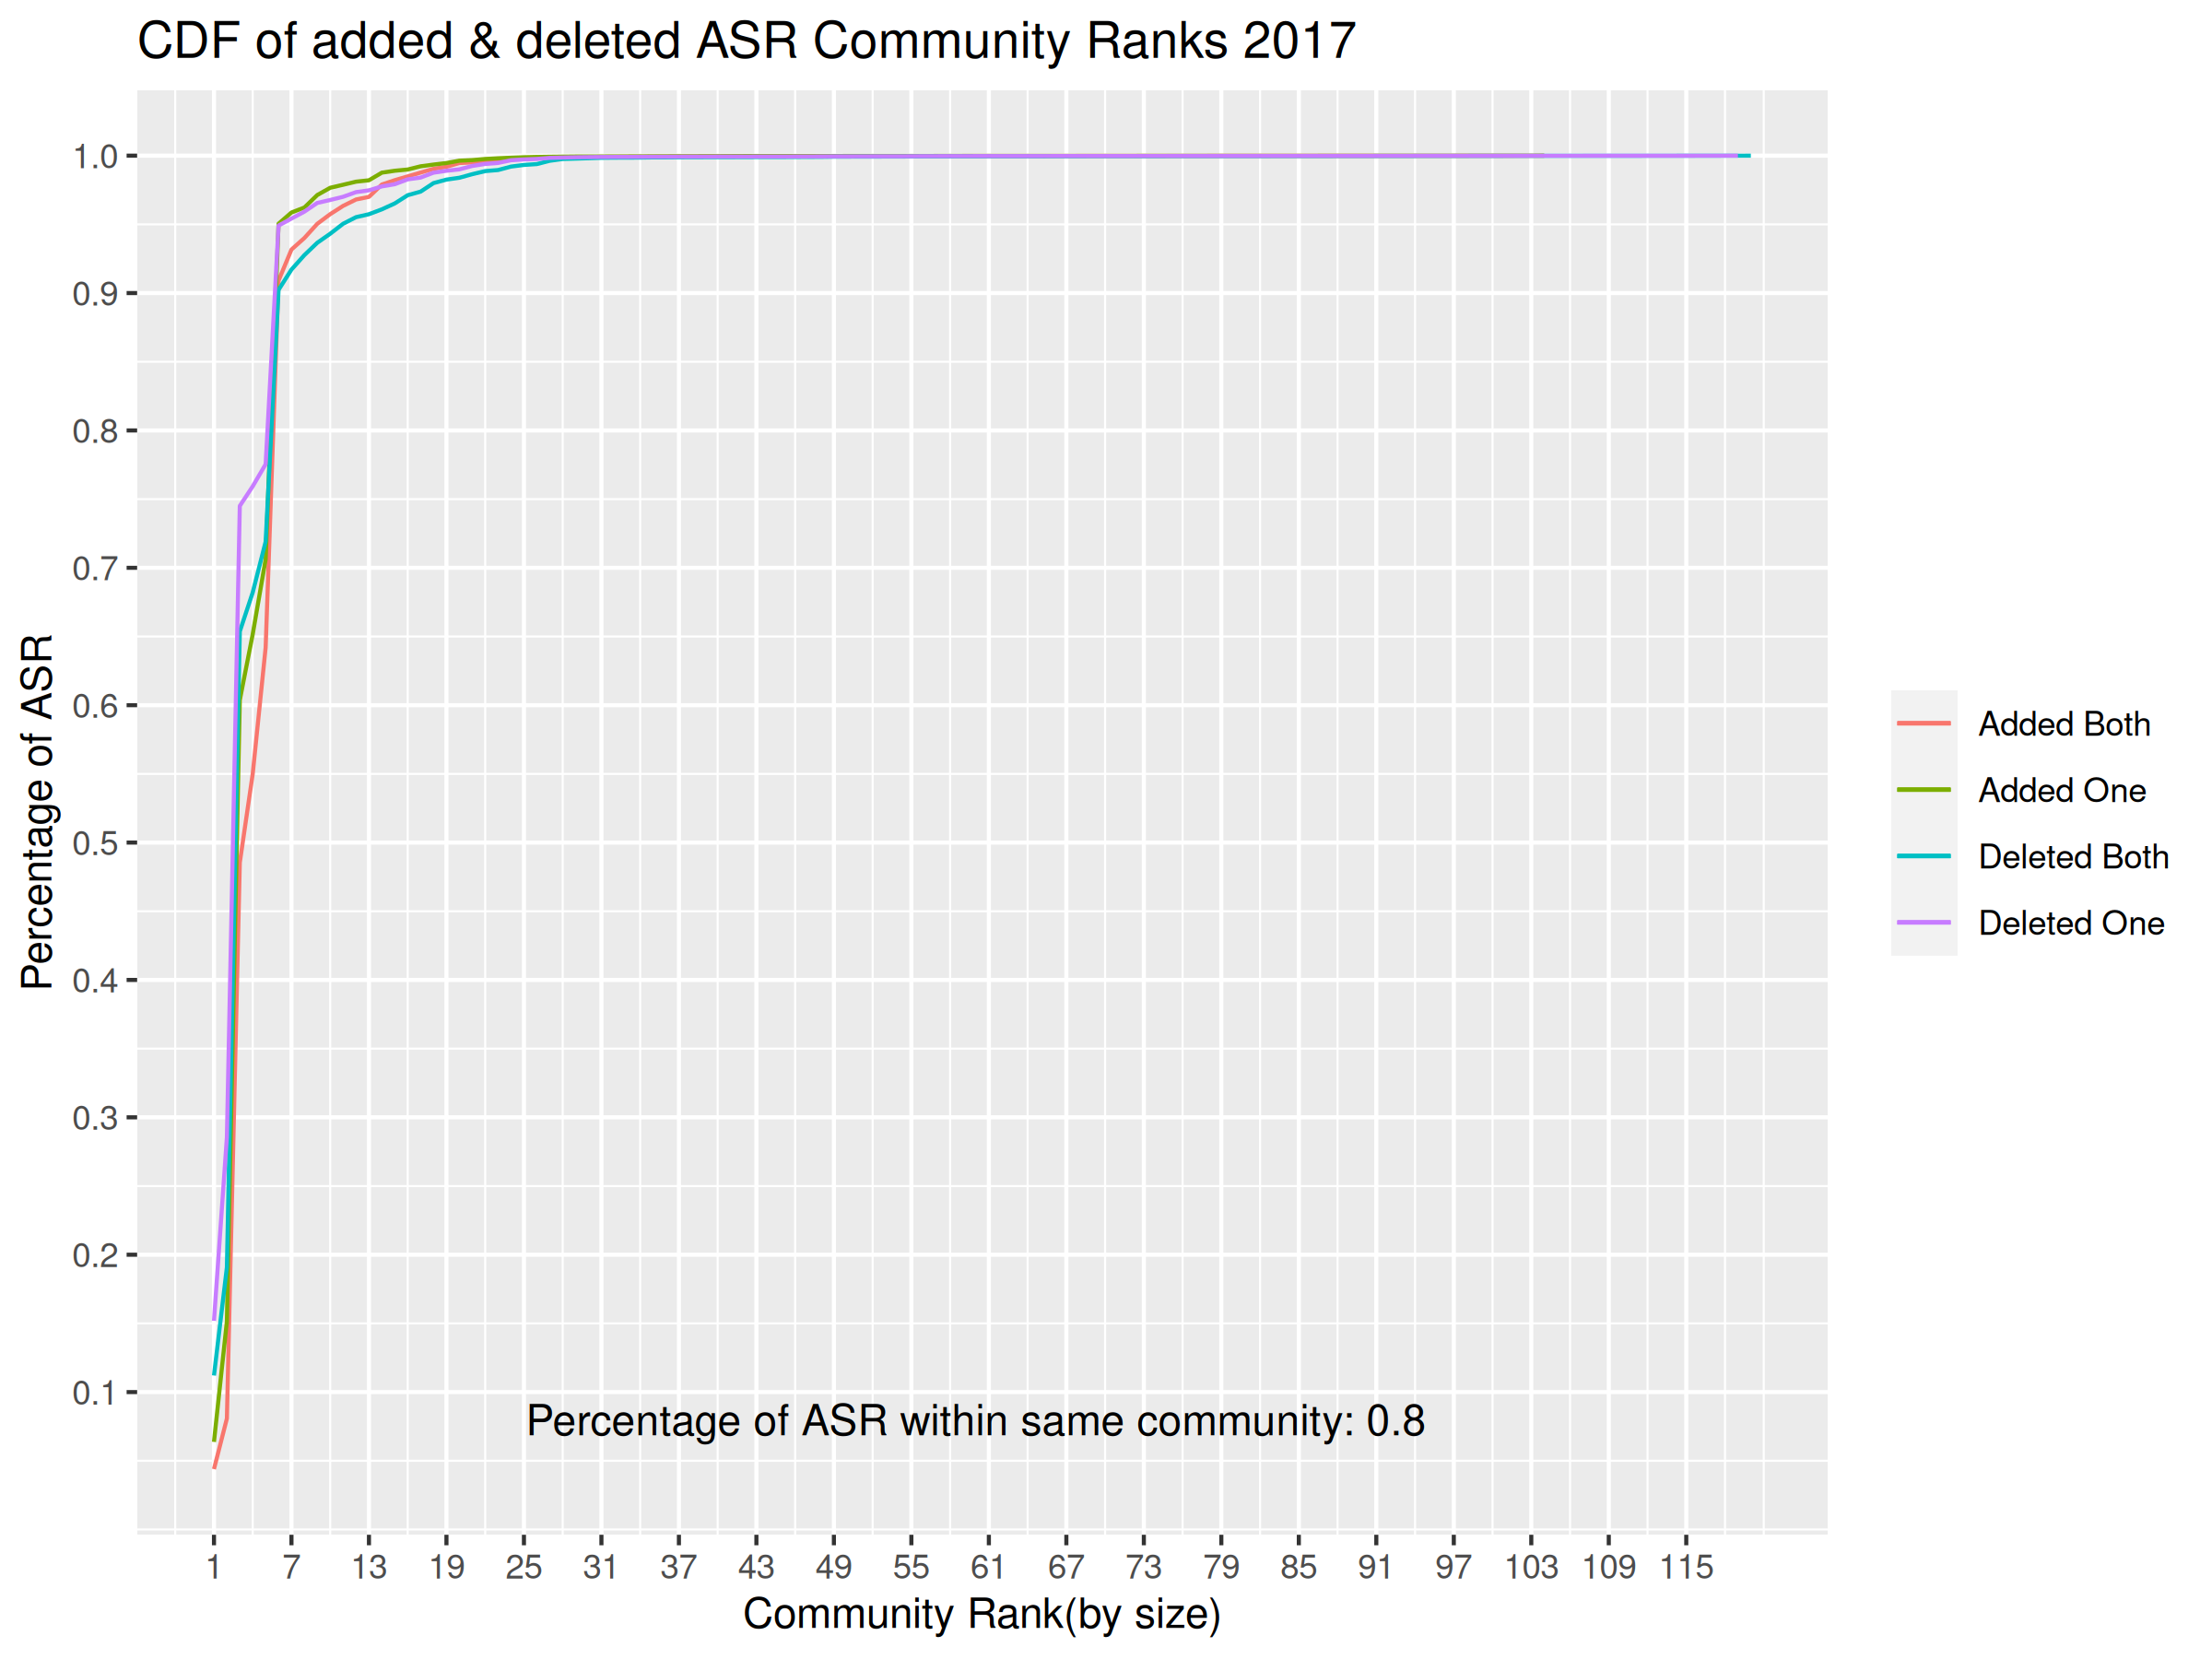 CDF of added & deleted ASR Community Ranks 2017
Percentage of ASR
1.0
0.9
0.8
0.7
0.6
0.5
0.4
0.3
0.2
0.1
Percentage of ASR within same community: 0.8
1 7 13 19 25 31 37 43 49 55 61 67 73 79 85 91 97 103 109 115
Community Rank(by size)
Added Both
Added One
Deleted Both
Deleted One